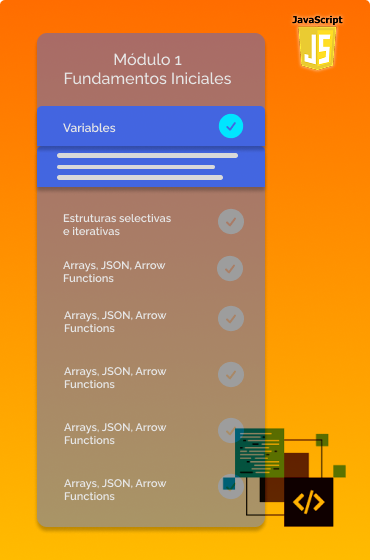 JavaScript
JS
Módulo 1
Fundamentos Iniciales
Variables
Estruturas selectivas
e iterativas
Arrays, JSON, Arrow
Functions
Arrays, JSON, Arrow
Functions
Arrays, JSON, Arrow
Functions
Arrays, JSON, Arrow
Functions
Arrays, JSON, Arrow
Functions